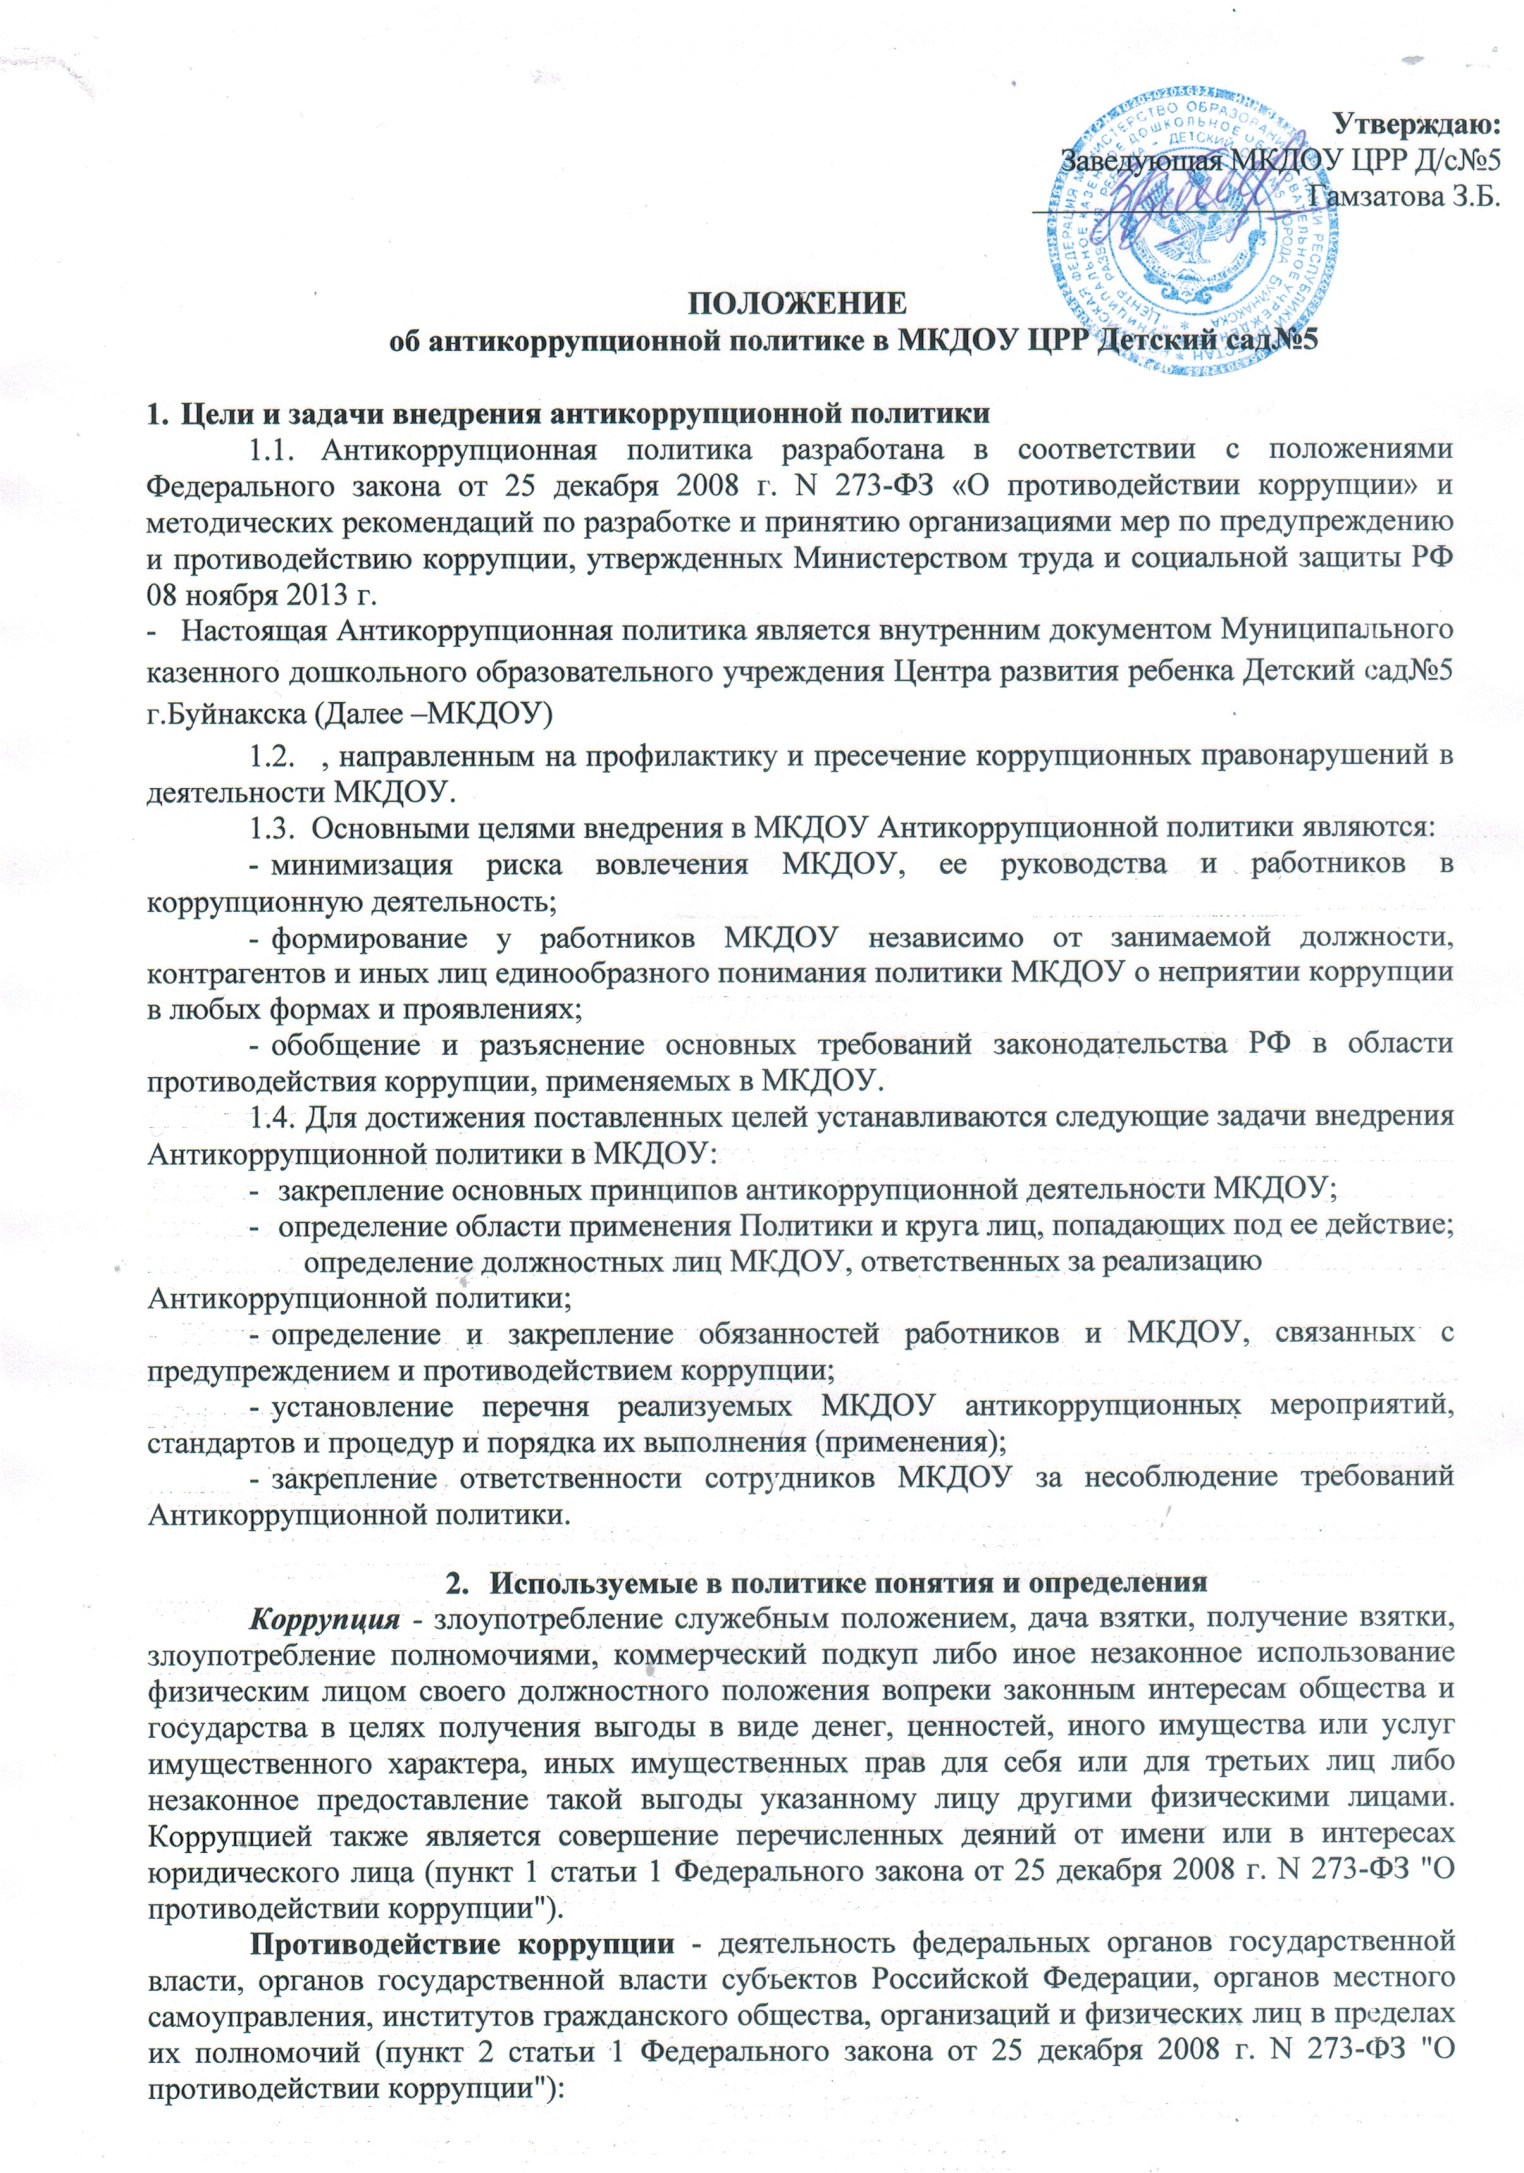 Утверждаю:
Заведующая МКДОУ ЦРР Д/с№5
Гамзатова З.Б.
ПОЛОЖЕНИЕ
об антикоррупционной политике в МКДОУ ЦРР Детский сад№5
1. Цели и задачи внедрения антикоррупционной политики
1.1. Антикоррупционная политика разработана в соответствии с положениями
Федерального закона от 25 декабря 2008 г. N 273-ФЗ «О противодействии коррупции» и
методических рекомендаций по разработке и принятию организациями мер по предупреждению
и противодействию коррупции, утвержденных Министерством труда и социальной защиты РФ
08 ноября 2013 г.
- Настоящая Антикоррупционная политика является внутренним документом Муниципального
казенного дошкольного образовательного учреждения Центра развития ребенка Детский сад№5
г.Буйнакска (Далее –МКДОУ)
1.2. , направленным на профилактику и пресечение коррупционных правонарушений в
деятельности МКДОУ.
1.3. Основными целями внедрения в МКДОУ Антикоррупционной политики являются:
- минимизация риска вовлечения МКДОУ, ее руководства и работников в
коррупционную деятельность;
- формирование у работников МКДОУ независимо от занимаемой должности,
контрагентов и иных лиц единообразного понимания политики МКДОУ о неприятии коррупции
в любых формах и проявлениях;
- обобщение и разъяснение основных требований законодательства РФ в области
противодействия коррупции, применяемых в МКДОУ.
1.4. Для достижения поставленных целей устанавливаются следующие задачи внедрения
Антикоррупционной политики в МКДОУ:
- закрепление основных принципов антикоррупционной деятельности МКДОУ;
- определение области применения Политики и круга лиц, попадающих под ее действие;
определение должностных лиц МКДОУ, ответственных за реализацию
Антикоррупционной политики;
- определение и закрепление обязанностей работников и МКДОУ, связанных с
предупреждением и противодействием коррупции;
- установление перечня реализуемых МКДОУ антикоррупционных мероприятий,
стандартов и процедур и порядка их выполнения (применения);
- закрепление ответственности сотрудников МКДОУ за несоблюдение требований
Антикоррупционной политики.
2. Используемые в политике понятия и определения
Коррупция - злоупотребление служебным положением, дача взятки, получение взятки,
злоупотребление полномочиями, коммерческий подкуп либо иное незаконное использование
физическим лицом своего должностного положения вопреки законным интересам общества и
государства в целях получения выгоды в виде денег, ценностей, иного имущества или услуг
имущественного характера, иных имущественных прав для себя или для третьих лиц либо
незаконное предоставление такой выгоды указанному лицу другими физическими лицами.
Коррупцией также является совершение перечисленных деяний от имени или в интересах
юридического лица (пункт 1 статьи 1 Федерального закона от 25 декабря 2008 г. N 273-ФЗ "О
противодействии коррупции").
Противодействие коррупции - деятельность федеральных органов государственной
власти, органов государственной власти субъектов Российской Федерации, органов местного
самоуправления, институтов гражданского общества, организаций и физических лиц в пределах
их полномочий (пункт 2 статьи 1 Федерального закона от 25 декабря 2008 г. N 273-ФЗ "О
противодействии коррупции"):